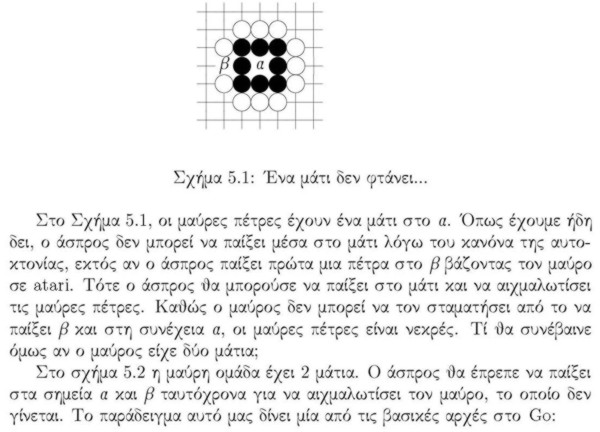 β α
Σχήμα 5.1: Ένα μάτι δεν φτάνει...
Στο Σχήμα 5.1, οι μαύρες πέτρες έχουν ένα μάτι στο α. Όπως έχουμε ήδη
δει, ο άσπρος δεν μπορεί να παίξει μέσα στο μάτι λόγω του κανόνα της αυτο-
κτονίας, εκτός αν ο άσπρος παίξει πρώτα μια πέτρα στο β βάζοντας τον μαύρο
σε atari. Τότε ο άσπρος θα μπορούσε να παίξει στο μάτι και να αιχμαλωτίσει
τις μαύρες πέτρες. Καθώς ο μαύρος δεν μπορεί να τον σταματήσει από το να
παίξει β και στη συνέχεια α, οι μαύρες πέτρες είναι νεκρές. Τί θα συνέβαινε
όμως αν ο μαύρος είχε δύο μάτια;
Στο σχήμα 5.2 η μαύρη ομάδα έχει 2 μάτια. Ο άσπρος θα έπρεπε να παίξει
στα σημεία α και β ταυτόχρονα για να αιχμαλωτίσει τον μαύρο, το οποίο δεν
γίνεται. Το παράδειγμα αυτό μας δίνει μία από τις βασικές αρχές στο Go: